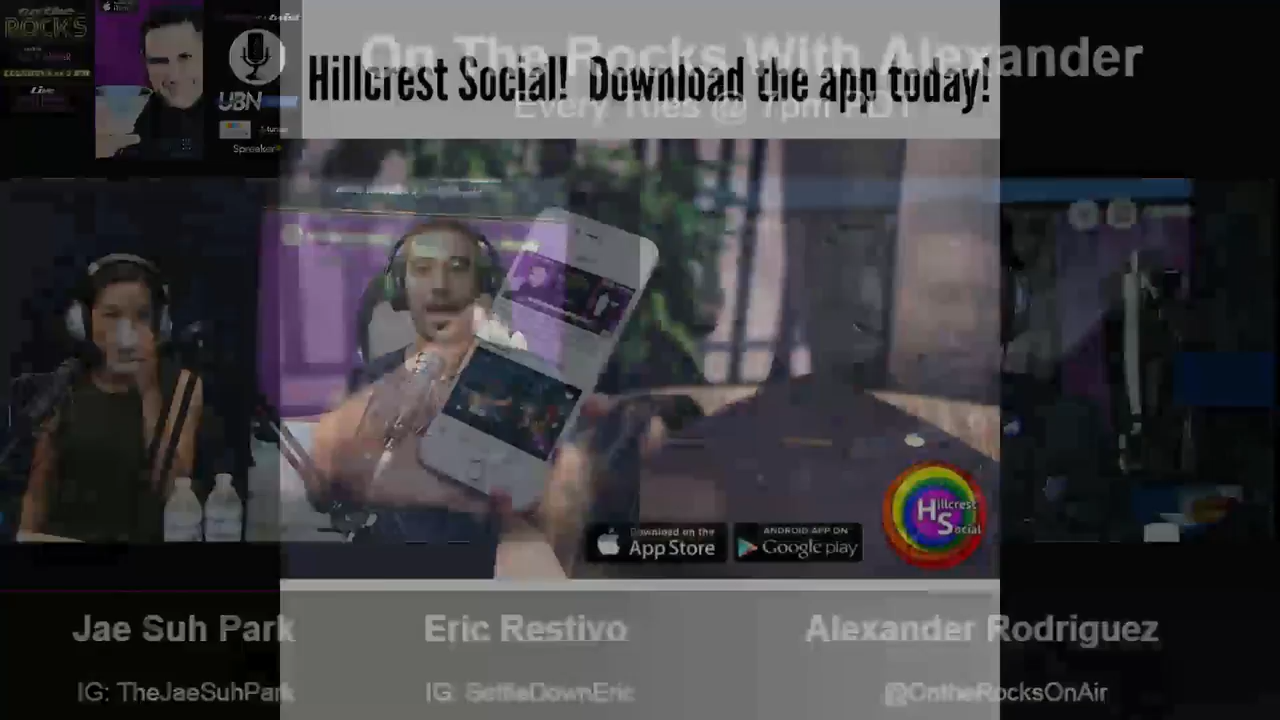 ROCKS
UBN
Spreaker
On The Rocks With Alexander
Hillcrest Social! Download the app today!
Every Tues @ 7pm PDT
Hillcrest
Social
Download on the
App Store
ANDROID APP ON
Google play
Jae Suh Park
Eric Restivo
Alexander Rodriguez
IG: TheJaeSuhPark
IG: SettleDownEric
@OntheRocksOnAir